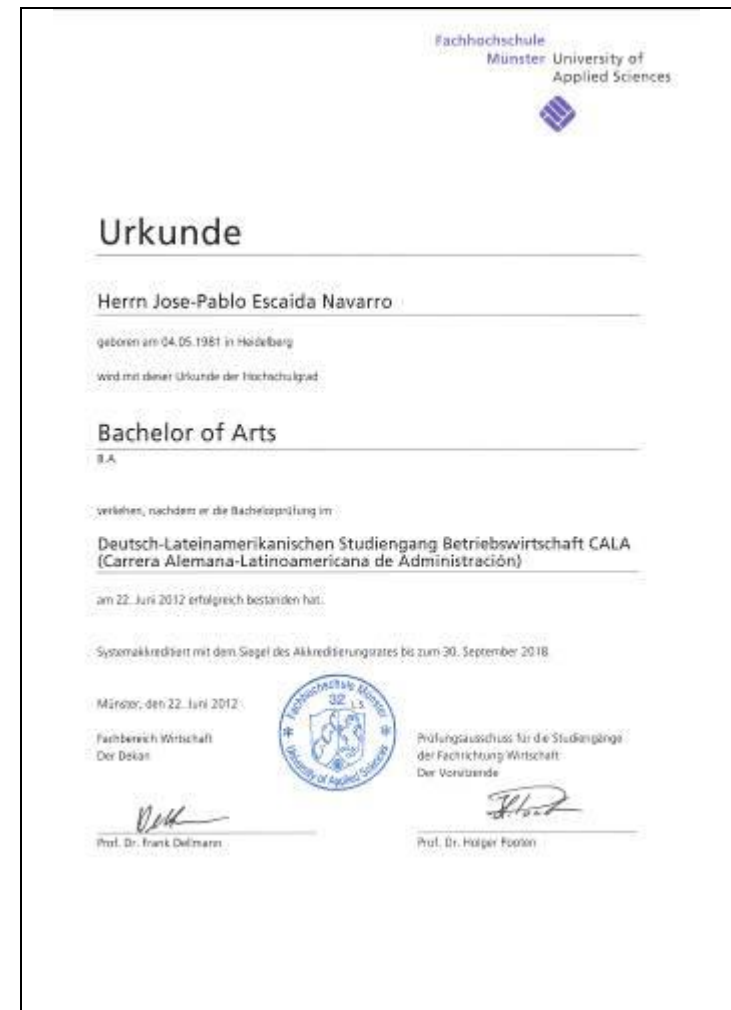 Fachhochschule
Münster University of
Applied Sciences
Urkunde
Herrn Jose-Pablo Escaida Navarro
geboren am 04.05.1981 in Heidelberg
wird mit dieser Urkunde der Hochschulgrad
Bachelor of Arts
B.A.
verliehen, nachdem er die Bachelorprüfung im
Deutsch-Lateinamerikanischen Studiengang Betriebswirtschaft CALA
(Carrera Alemana-Latinoamericana de Administración)
am 22. Juni 2012 erfolgreich bestanden hat.
Systemakkreditiert mit dem Siegel des Akkreditierungsrates bis zum 30. September 2018
Münster, den 22. Juni 2012
Fachhochschule Münster
32 L.S.
University of Applied Sciences
Fachbereich Wirtschaft
Der Dekan
Prüfungsausschuss für die Studiengänge
der Fachrichtung Wirtschaft
Der Vorsitzende
Prof. Dr. Frank Dellmann
Prof. Dr. Holger